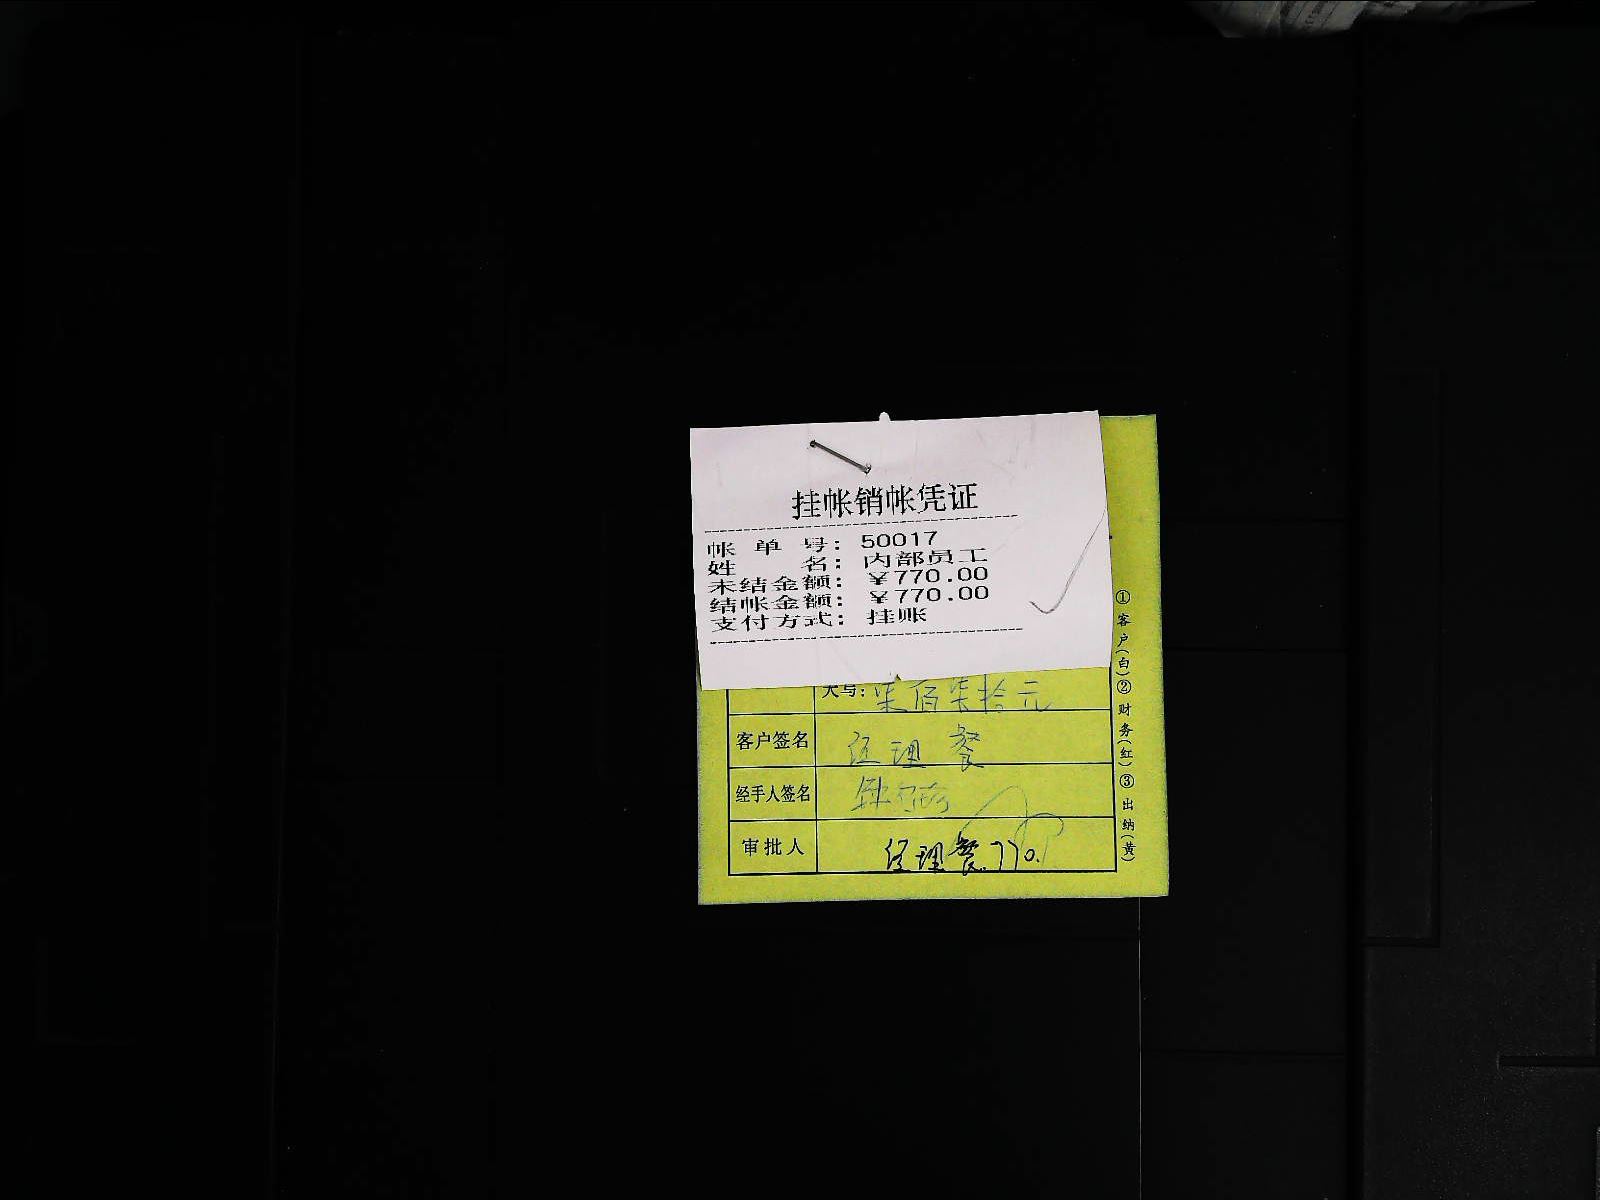 挂帐销帐凭证
帐单号: 50017
姓名: 内部员工
未结金额: ¥770.00
结帐金额: ¥770.00
支付方式: 挂账
大写: 柒佰柒拾元
客户签名 经理餐
经手人签名
审批人 经理餐770.
①客户(白)②财务(红)③出纳(黄)